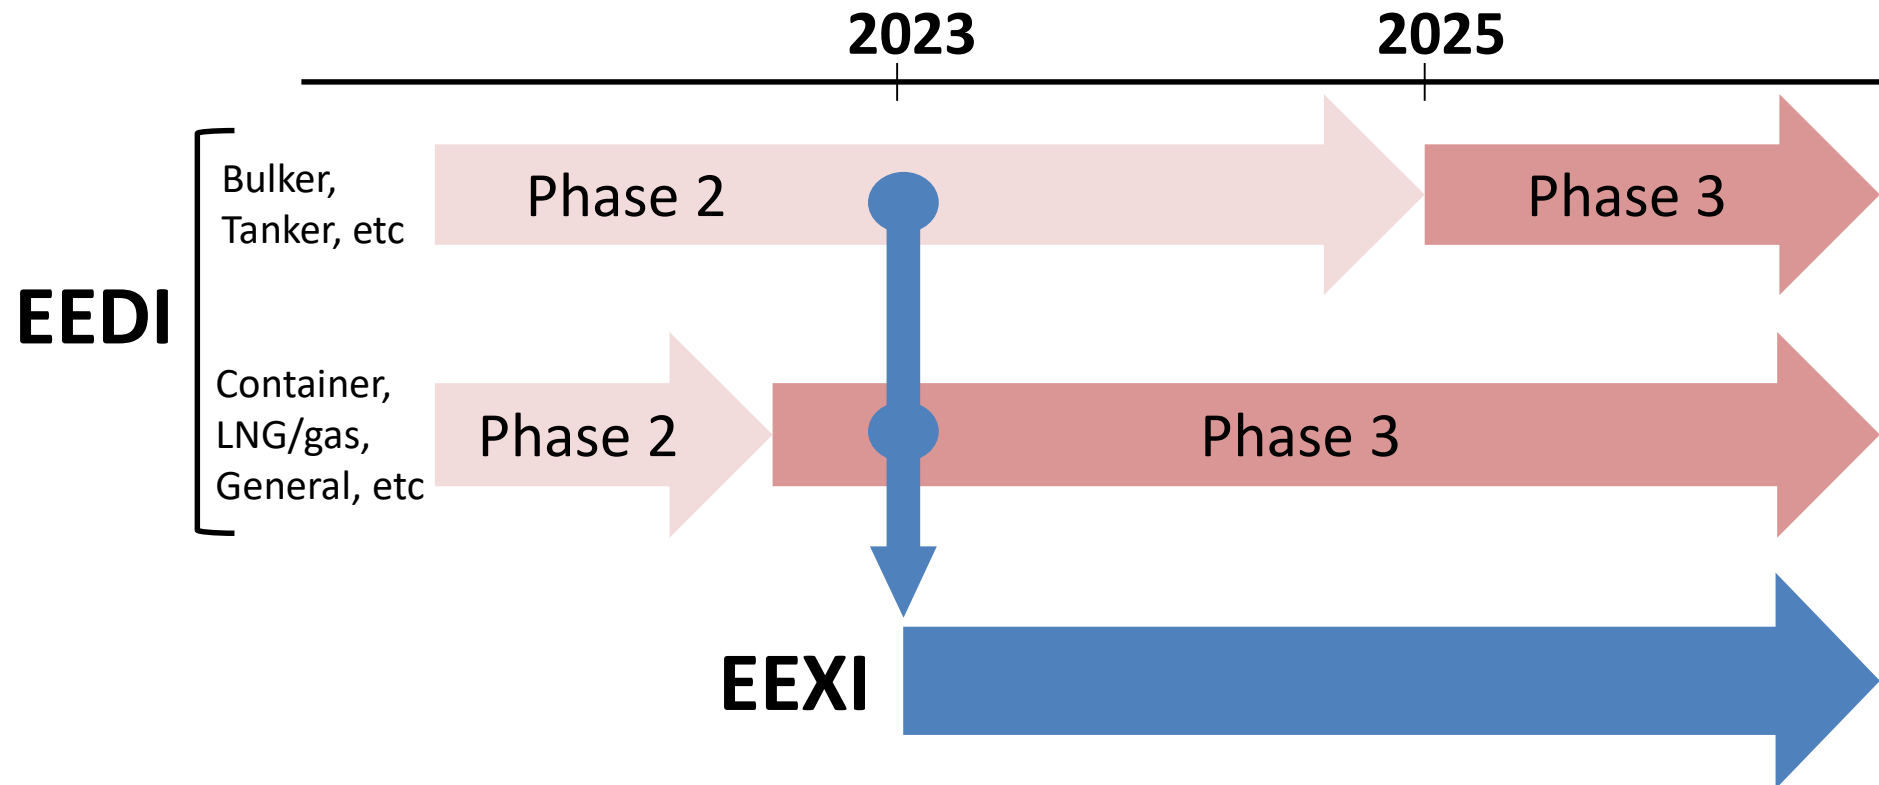 2023
2025
Bulker,
Tanker, etc
Phase 2
Phase 3
EEDI
Container,
LNG/gas,
General, etc
Phase 2
Phase 3
EEXI